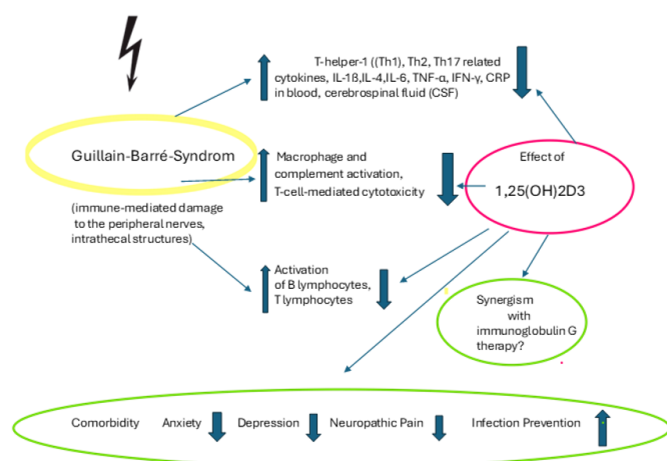 T-helper-1 ((Th1), Th2, Th17 related
cytokines, IL-1ß,IL-4,IL-6, TNF-α, IFN-γ, CRP
in blood, cerebrospinal fluid (CSF)
Guillain-Barré-Syndrom
(immune-mediated damage
to the peripheral nerves,
intrathecal structures)
Macrophage and
complement activation,
T-cell-mediated cytotoxicity
Effect of
1,25(OH)2D3
Activation
of B lymphocytes,
T lymphocytes
Synergism
with
immunoglobulin G
therapy?
Comorbidity Anxiety Depression Neuropathic Pain Infection Prevention